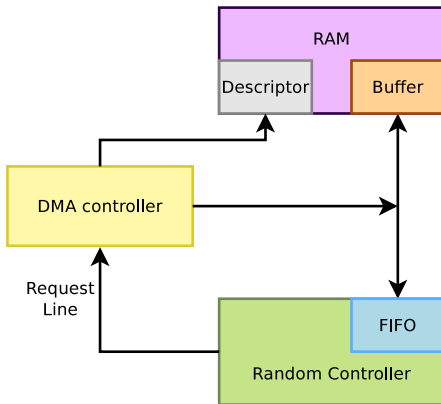 RAM
Descriptor
Buffer
DMA controller
Request
Line
FIFO
Random Controller